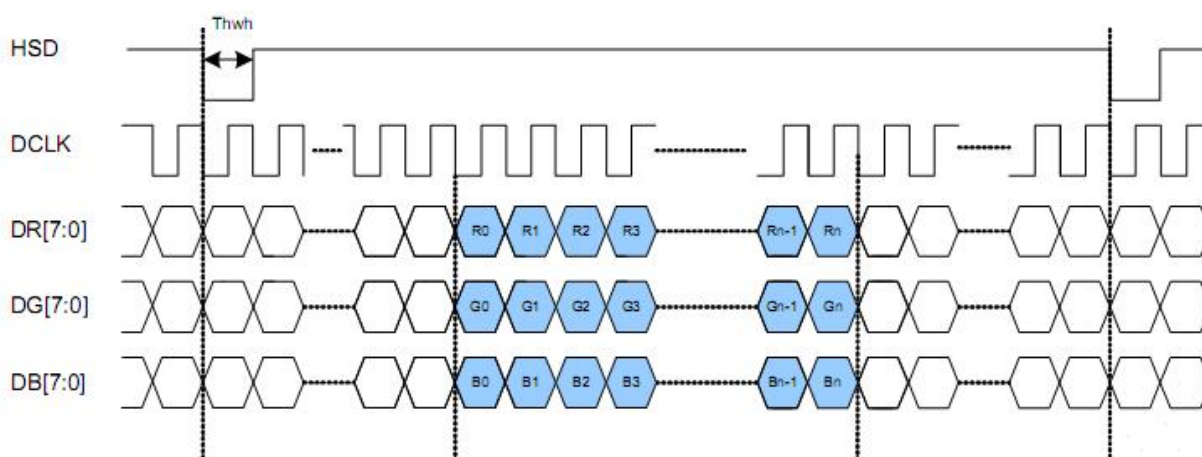 Thwh
HSD
DCLK
DR[7:0] R0 R1 R2 R3 Rn-1 Rn
DG[7:0] G0 G1 G2 G3 Gn-1 Gn
DB[7:0] B0 B1 B2 B3 Bn-1 Bn